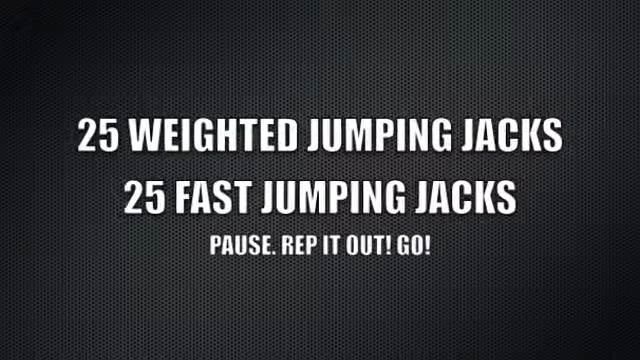 25 WEIGHTED JUMPING JACKS
25 FAST JUMPING JACKS
PAUSE. REP IT OUT! GO!